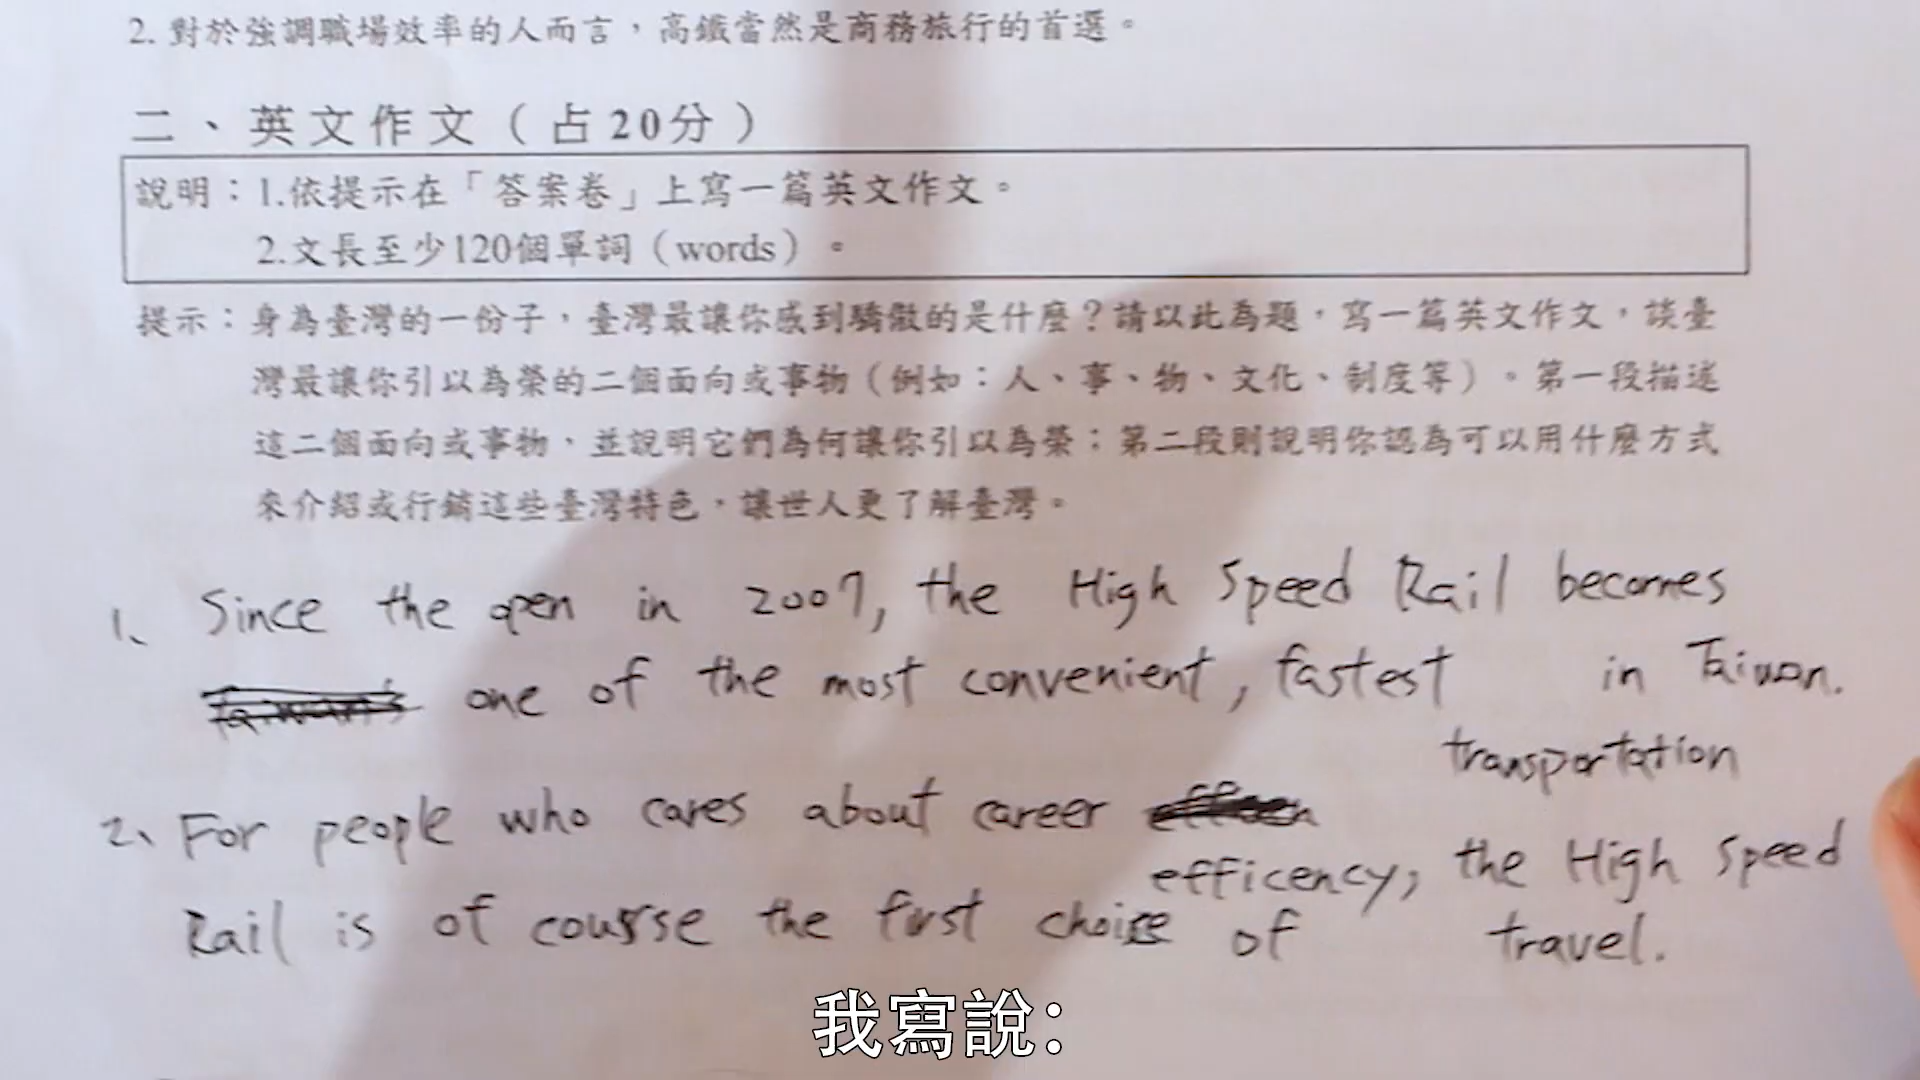 2. 對於強調職場效率的人而言，高鐵當然是商務旅行的首選。
二、英文作文（占20分）
說明：1.依提示在「答案卷」上寫一篇英文作文。
2.文長至少120個單詞（words）。
提示：身為臺灣的一份子，臺灣最讓你感到驕傲的是什麼？請以此為題，寫一篇英文作文，談臺
灣最讓你引以為榮的二個面向或事物（例如：人、事、物、文化、制度等）。第一段描述
這二個面向或事物，並說明它們為何讓你引以為榮；第二段則說明你認為可以用什麼方式
來介紹或行銷這些臺灣特色，讓世人更了解臺灣。
1、 Since the open in 2007, the High Speed Rail becomes
one of the most convenient, fastest in Taiwan.
transportation
2、 For people who cares about career
efficency, the High Speed
Rail is of course the first choice of travel.
我寫說：